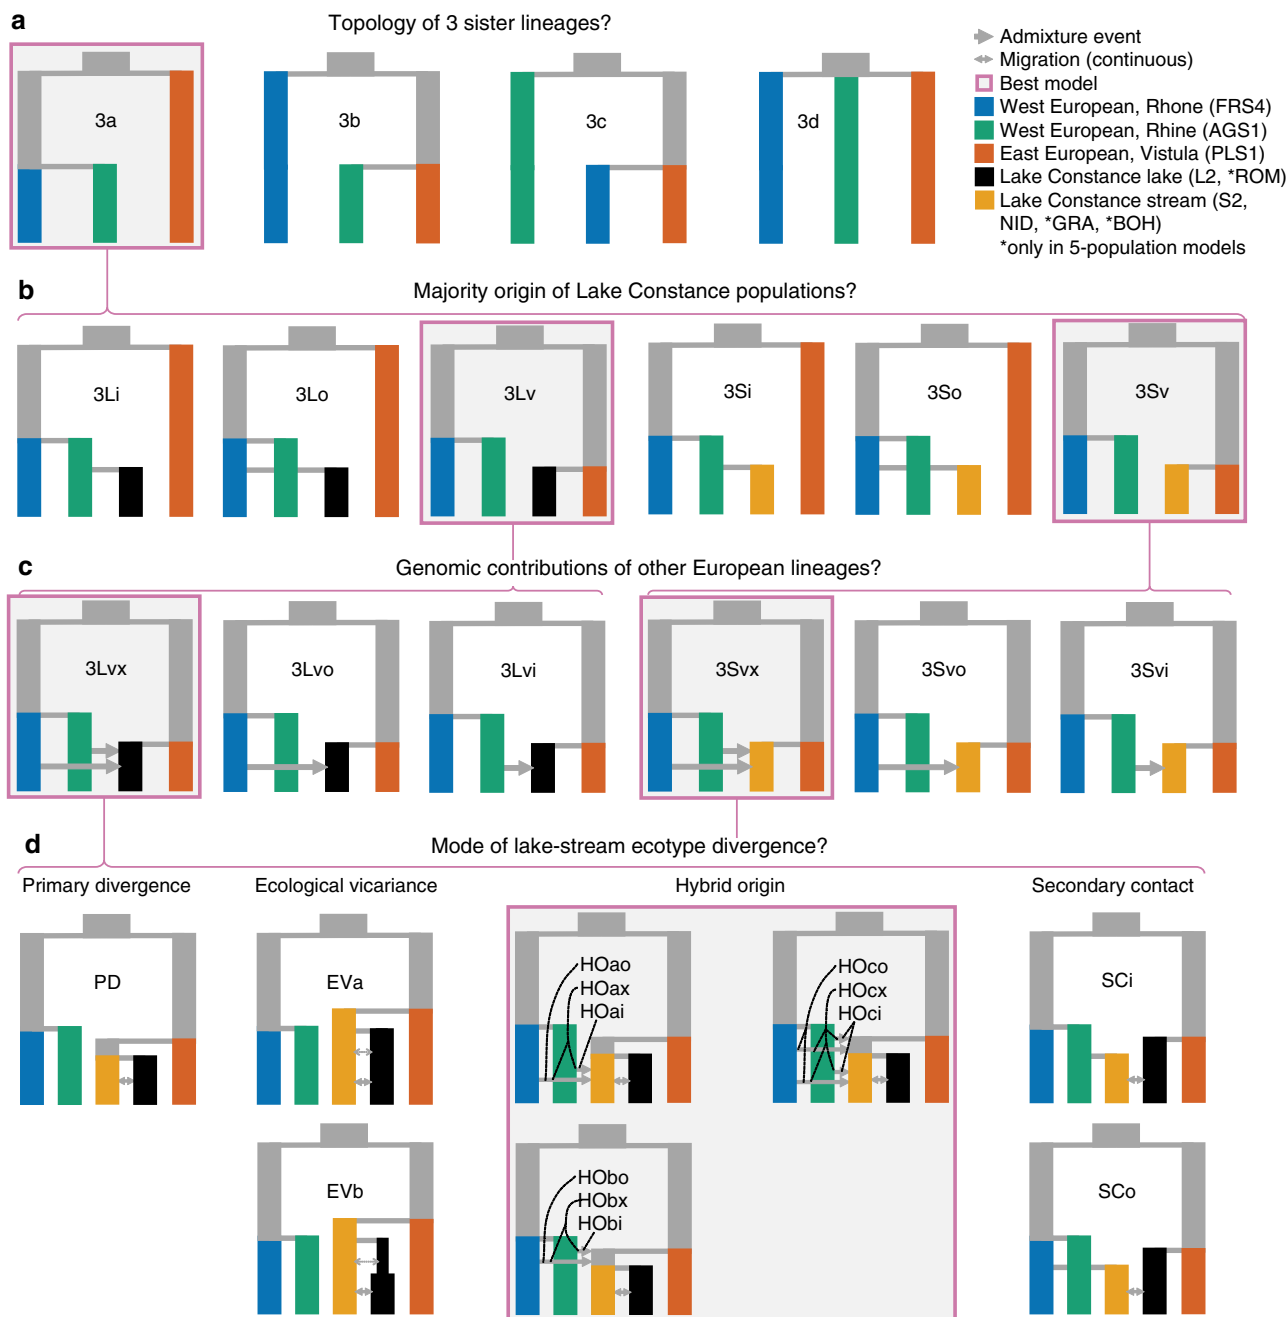 a
Topology of 3 sister lineages?
3a
3b
3c
3d
Admixture event
Migration (continuous)
Best model
West European, Rhone (FRS4)
West European, Rhine (AGS1)
East European, Vistula (PLS1)
Lake Constance lake (L2, *ROM)
Lake Constance stream (S2,
NID, *GRA, *BOH)
*only in 5-population models
b
Majority origin of Lake Constance populations?
3Li
3Lo
3Lv
3Si
3So
3Sv
c
Genomic contributions of other European lineages?
3Lvx
3Lvo
3Lvi
3Svx
3Svo
3Svi
d
Mode of lake-stream ecotype divergence?
Primary divergence
Ecological vicariance
Hybrid origin
Secondary contact
PD
EVa
HOao
HOax
HOai
HOco
HOcx
HOci
SCi
EVb
HObo
HObx
HObi
SCo